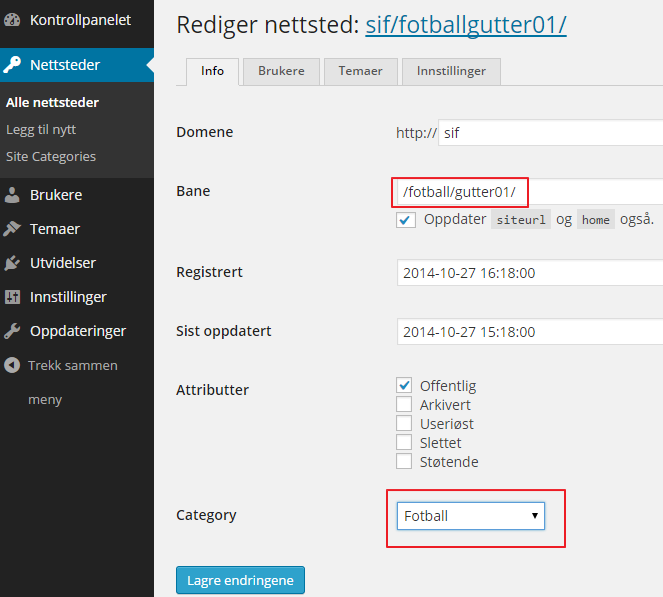 Kontrollpanelet
Nettsteder
Alle nettsteder
Legg til nytt
Site Categories
Brukere
Temaer
Utvidelser
Innstillinger
Oppdateringer
Trekk sammen
meny
Rediger nettsted: sif/fotballgutter01/
Info Brukere Temaer Innstillinger
Domene http:// sif
Bane /fotball/gutter01/
Oppdater siteurl og home også.
Registrert 2014-10-27 16:18:00
Sist oppdatert 2014-10-27 15:18:00
Attributter Offentlig
Arkivert
Useriøst
Slettet
Støtende
Category Fotball
Lagre endringene